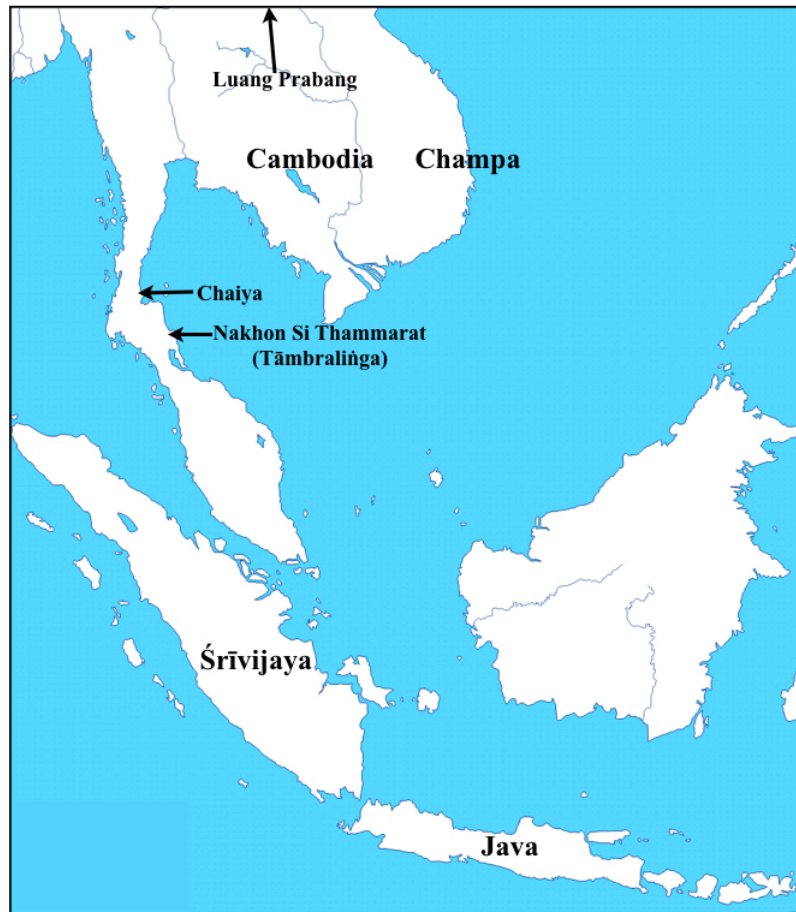 Luang Prabang
Cambodia
Champa
Chaiya
Nakhon Si Thammarat
(Tāmbraliṅga)
Śrīvijaya
Java